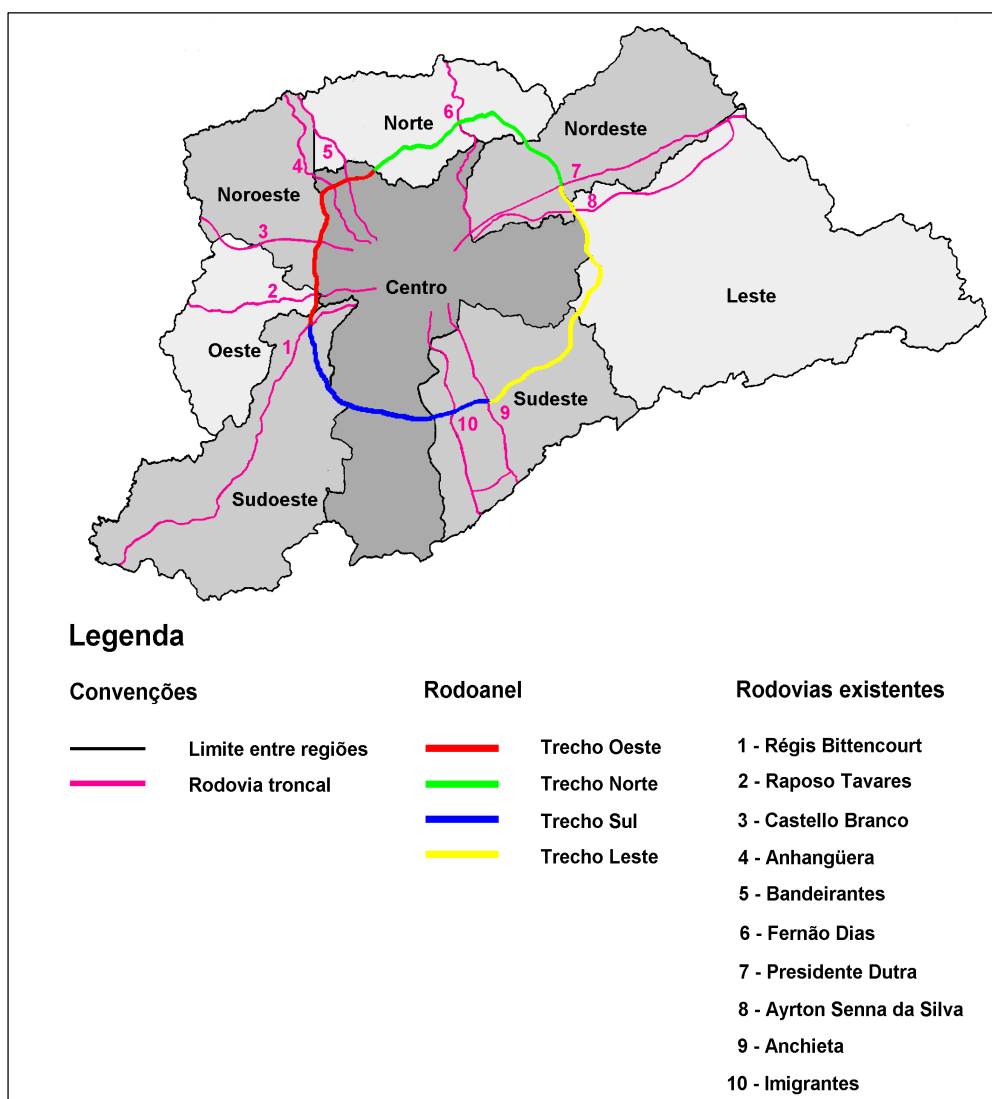 Norte
6
Nordeste
5
4
7
Noroeste
8
3
Centro
2
Leste
Oeste
1
Sudeste
9
10
Sudoeste
Legenda
Convenções
Limite entre regiões
Rodovia troncal
Rodoanel
Trecho Oeste
Trecho Norte
Trecho Sul
Trecho Leste
Rodovias existentes
1 - Régis Bittencourt
2 - Raposo Tavares
3 - Castello Branco
4 - Anhangüera
5 - Bandeirantes
6 - Fernão Dias
7 - Presidente Dutra
8 - Ayrton Senna da Silva
9 - Anchieta
10 - Imigrantes